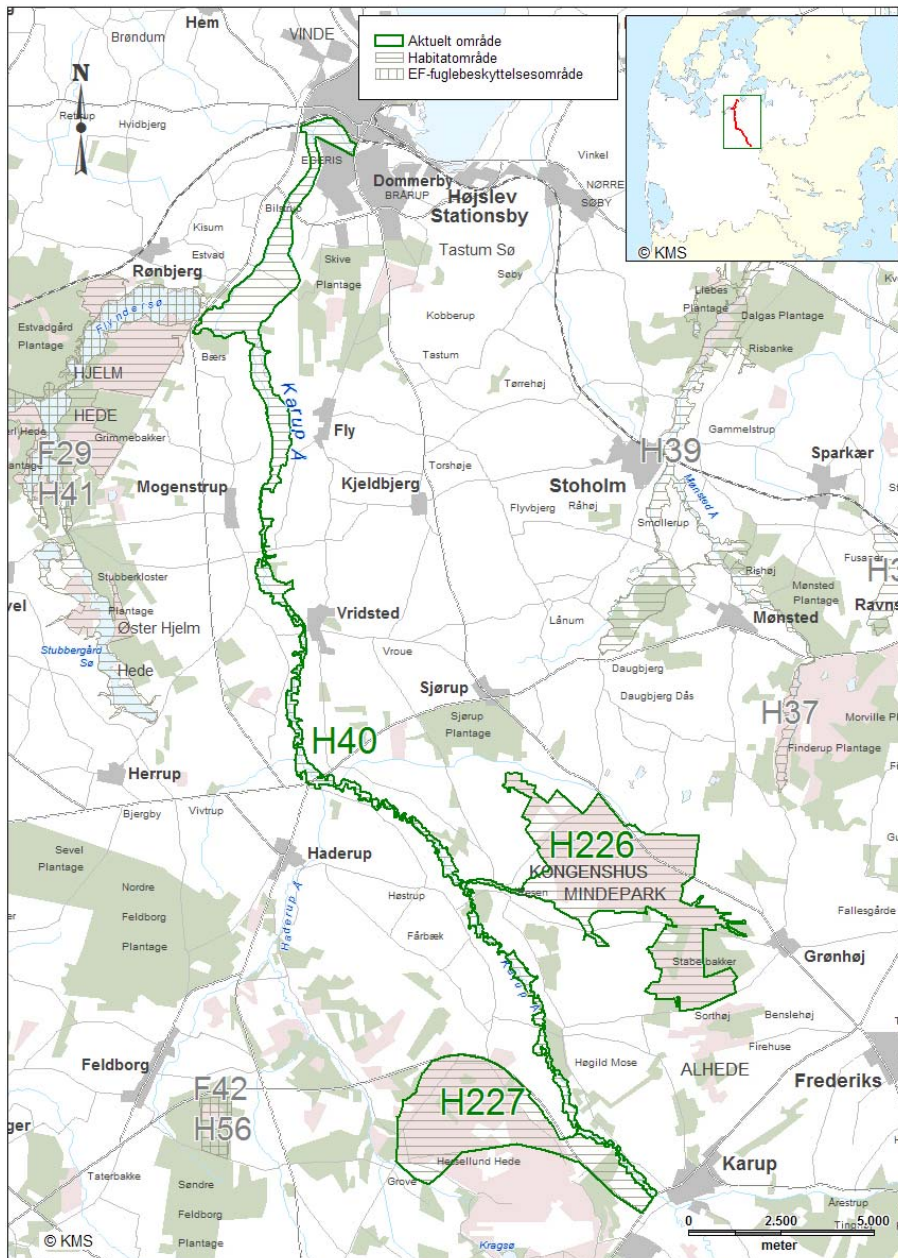 Hem
Brøndum
VINDE
Aktuelt område
Habitatområde
EF-fuglebeskyttelsesområde
N
Hvidbjerg
EGERIS
Vinkel
Dommerby
BRÅRUP
Højslev
Stationsby
NØRRE
SØBY
© KMS
Bilstrup
Kisum
Estvad
Rønbjerg
Skive
Plantage
Tastum Sø
Søby
Flyndersø
Kobberup
Estvadgård
Plantage
Bærs
Tastum
Tørrehøj
Dalgas Plantage
Plantage
Risbanke
HJELM
HEDE
Karup Å
Grimmebakker
Fly
F29
H41
Gammelstrup
H39
Sparkær
Mogenstrup
Kjeldbjerg
Torshøje
Stoholm
Flyvbjerg
Råhøj
Mønsted Å
Smollerup
Stubberkloster
Plantage
Rishøj
Mønsted
Plantage
Øster Hjelm
Hede
Vridsted
Lånum
Mønsted
Stubbergård
Sø
Vroue
Daugbjerg
Sjørup
Daugbjerg Dås
Sjørup
Plantage
H37
Finderup Plantage
H40
Herrup
Bjergby
Vivtrup
Sevel
Plantage
Haderup
H226
KONGENSHUS
MINDEPARK
Nordre
Feldborg
Plantage
Høstrup
Haderup Å
Fårbæk
Fallesgårde
Grønhøj
Stabelbakker
Karup Å
Sorthøj
Benslehøj
Firehuse
Feldborg
Høgild Mose
ALHEDE
Frederiks
F42
H56
H227
Hessellund Hede
Karup
Taterbakke
Grove
Søndre
Feldborg
Plantage
Årestrup
0 2.500 5.000
meter
© KMS
Kragsø